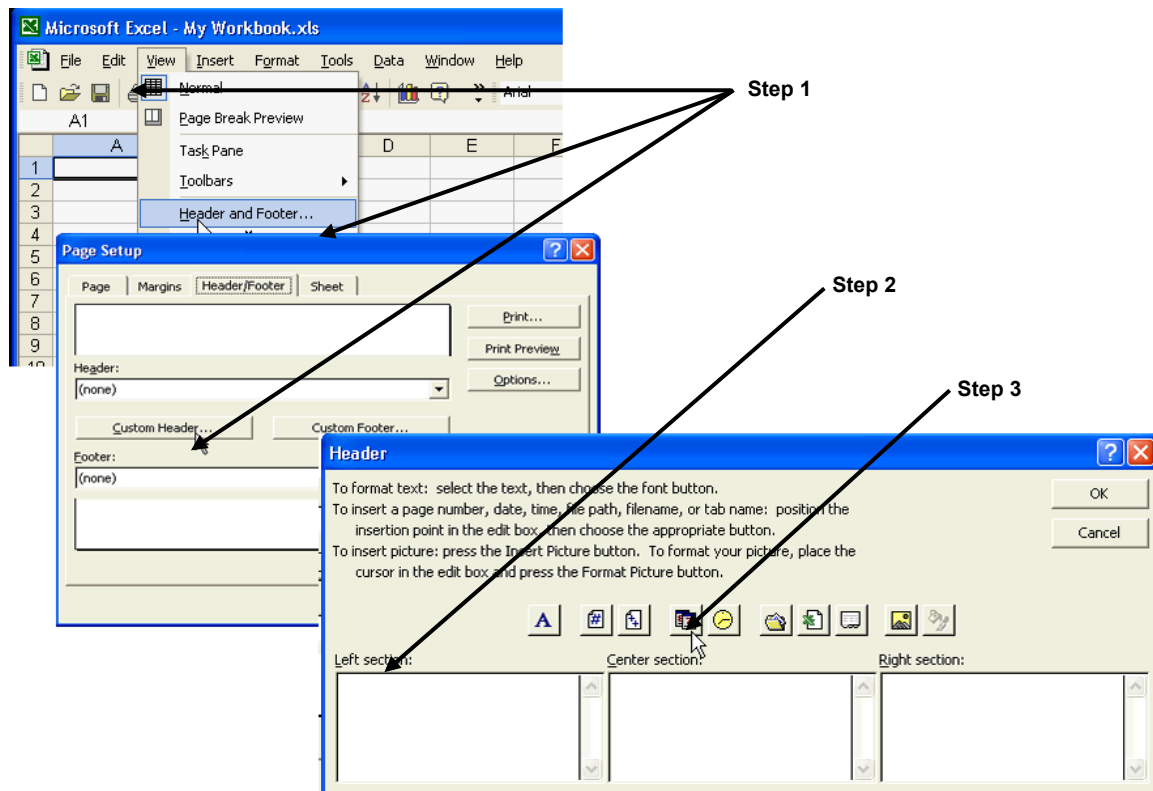 Microsoft Excel - My Workbook.xls
File Edit View Insert Format Tools Data Window Help
Normal
Arial
Step 1
A1
Page Break Preview
A D E F
Task Pane
1
Toolbars
2
3
Header and Footer...
4
Page Setup
5
6
Page Margins Header/Footer Sheet
7
8
Print...
9
Print Preview
10
Header:
Options...
(none)
Custom Header... Custom Footer...
Footer:
(none)
Step 2
Step 3
Header
To format text: select the text, then choose the font button.
To insert a page number, date, time, file path, filename, or tab name: position the
insertion point in the edit box, then choose the appropriate button.
To insert picture: press the Insert Picture button. To format your picture, place the
cursor in the edit box and press the Format Picture button.
OK
Cancel
A
Left section: Center section: Right section: